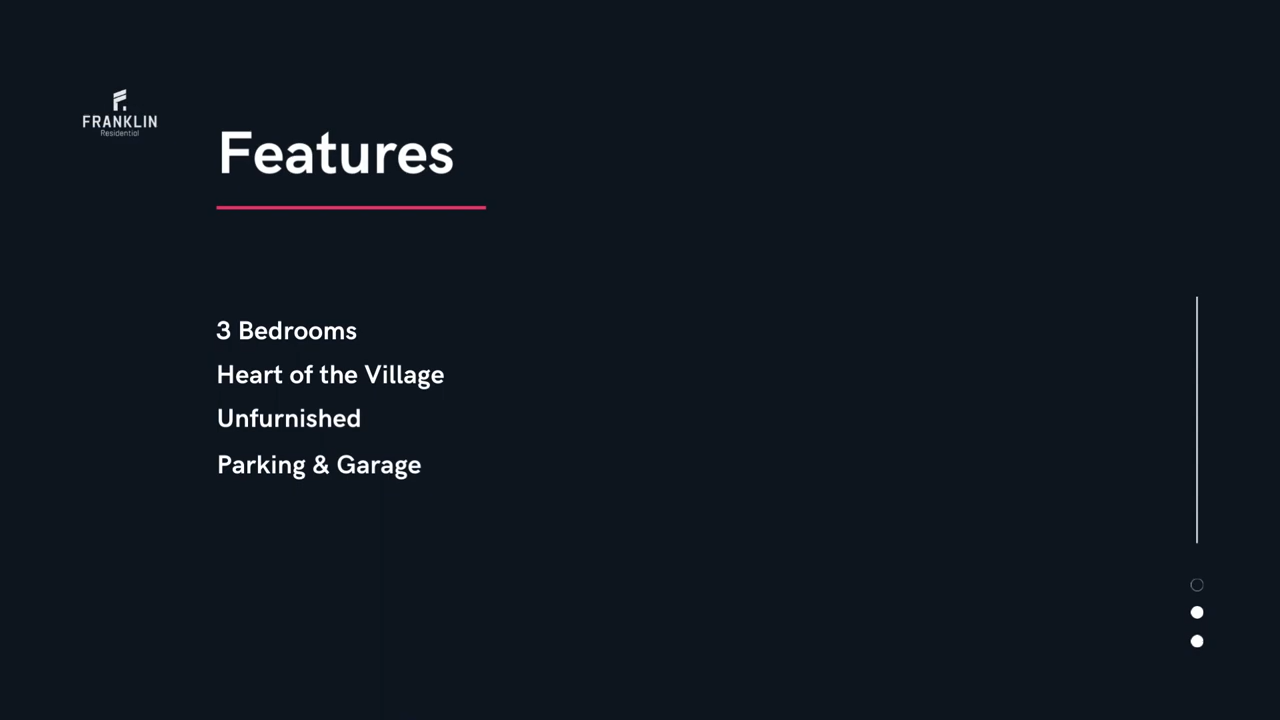 FRANKLIN
Residential
Features
3 Bedrooms
Heart of the Village
Unfurnished
Parking & Garage